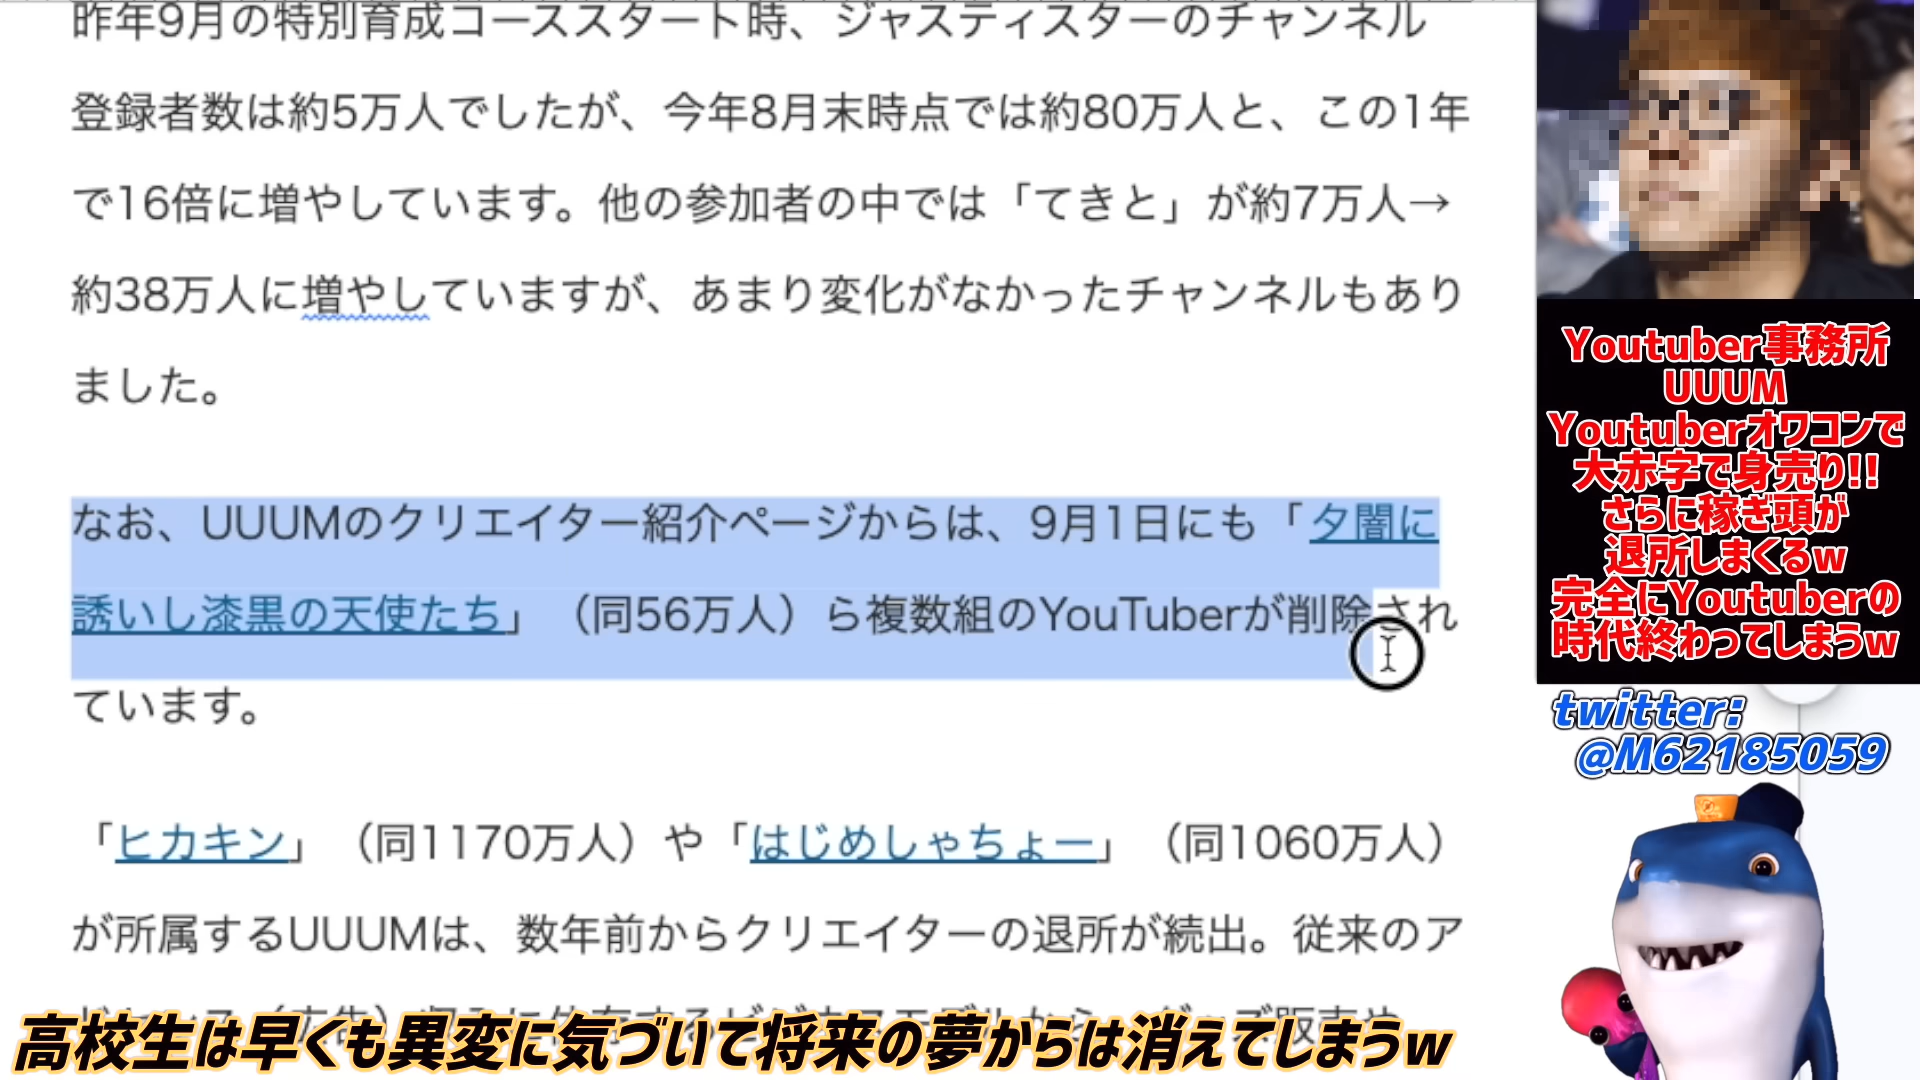 昨年9月の特別育成コーススタート時、ジャスティスターのチャンネル
登録者数は約5万人でしたが、今年8月末時点では約80万人と、この1年
で16倍に増やしています。他の参加者の中では「てきと」が約7万人→
約38万人に増やしていますが、あまり変化がなかったチャンネルもあり
ました。
なお、UUUMのクリエイター紹介ページからは、9月1日にも「夕闇に
誘いし漆黒の天使たち」（同56万人）ら複数組のYouTuberが削除され
ています。
「ヒカキン」（同1170万人）や「はじめしゃちょー」（同1060万人）
が所属するUUUMは、数年前からクリエイターの退所が続出。従来のア
高校生は早くも異変に気づいて将来の夢からは消えてしまうw
Youtuber事務所
UUUM
Youtuberオワコンで
大赤字で身売り!!
さらに稼ぎ頭が
退所しまくるw
完全にYoutuberの
時代終わってしまうw
twitter:
@M62185059